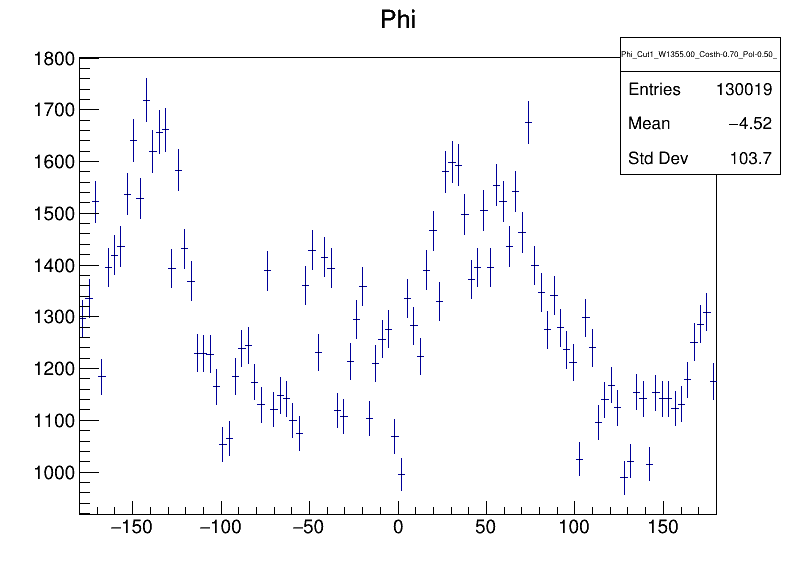 Phi
Phi_Cut1_W1355.00_Costh-0.70_Pol-0.50_
Entries 130019
Mean −4.52
Std Dev 103.7
1800
1700
1600
1500
1400
1300
1200
1100
1000
−150 −100 −50 0 50 100 150